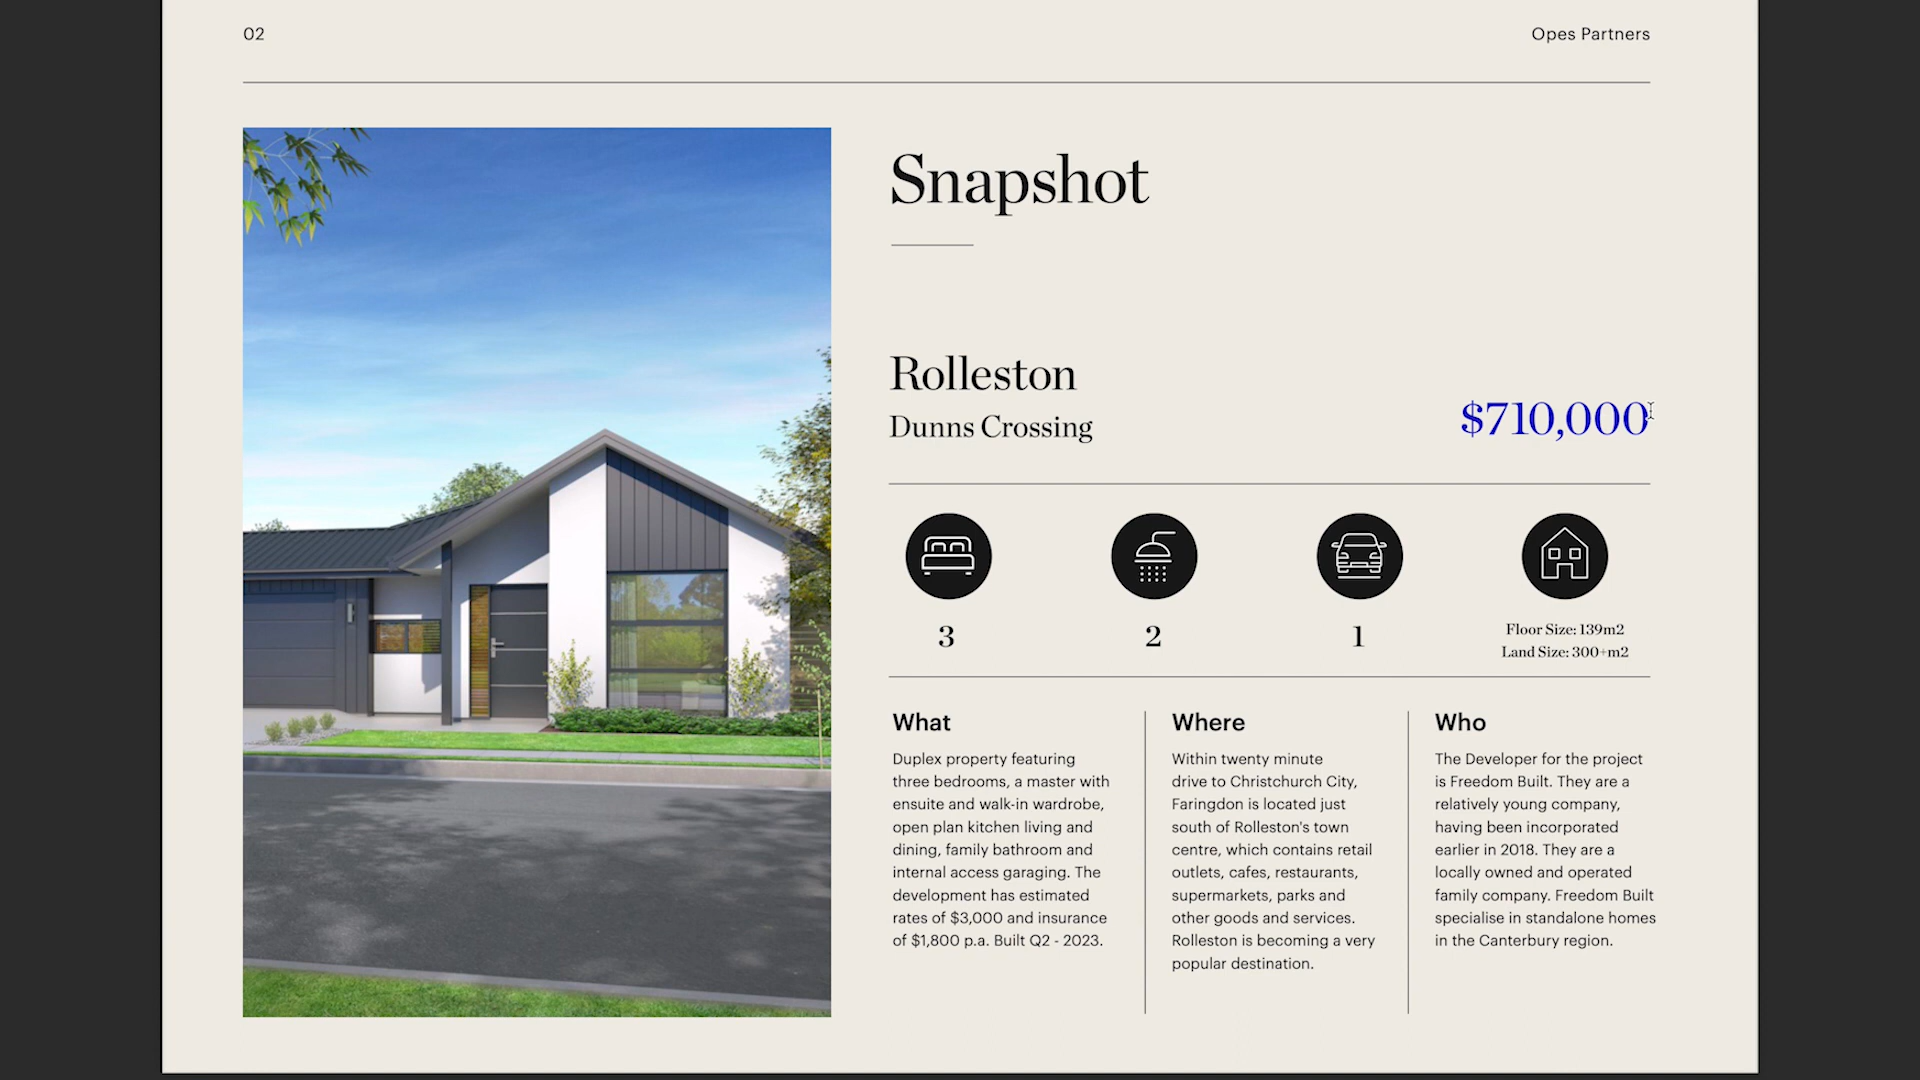 02
Opes Partners
Snapshot
Rolleston
Dunns Crossing
$710,000
3
2
1
Floor Size: 139m2
Land Size: 300+m2
What
Duplex property featuring
three bedrooms, a master with
ensuite and walk-in wardrobe,
open plan kitchen living and
dining, family bathroom and
internal access garaging. The
development has estimated
rates of $3,000 and insurance
of $1,800 p.a. Built Q2 - 2023.
Where
Within twenty minute
drive to Christchurch City,
Faringdon is located just
south of Rolleston's town
centre, which contains retail
outlets, cafes, restaurants,
supermarkets, parks and
other goods and services.
Rolleston is becoming a very
popular destination.
Who
The Developer for the project
is Freedom Built. They are a
relatively young company,
having been incorporated
earlier in 2018. They are a
locally owned and operated
family company. Freedom Built
specialise in standalone homes
in the Canterbury region.